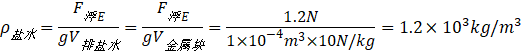 ρ盐水 = F浮E / gV排盐水 = F浮E / gV金属块 = 1.2N / 1×10⁻⁴m³×10N/kg = 1.2× 10³kg/m³